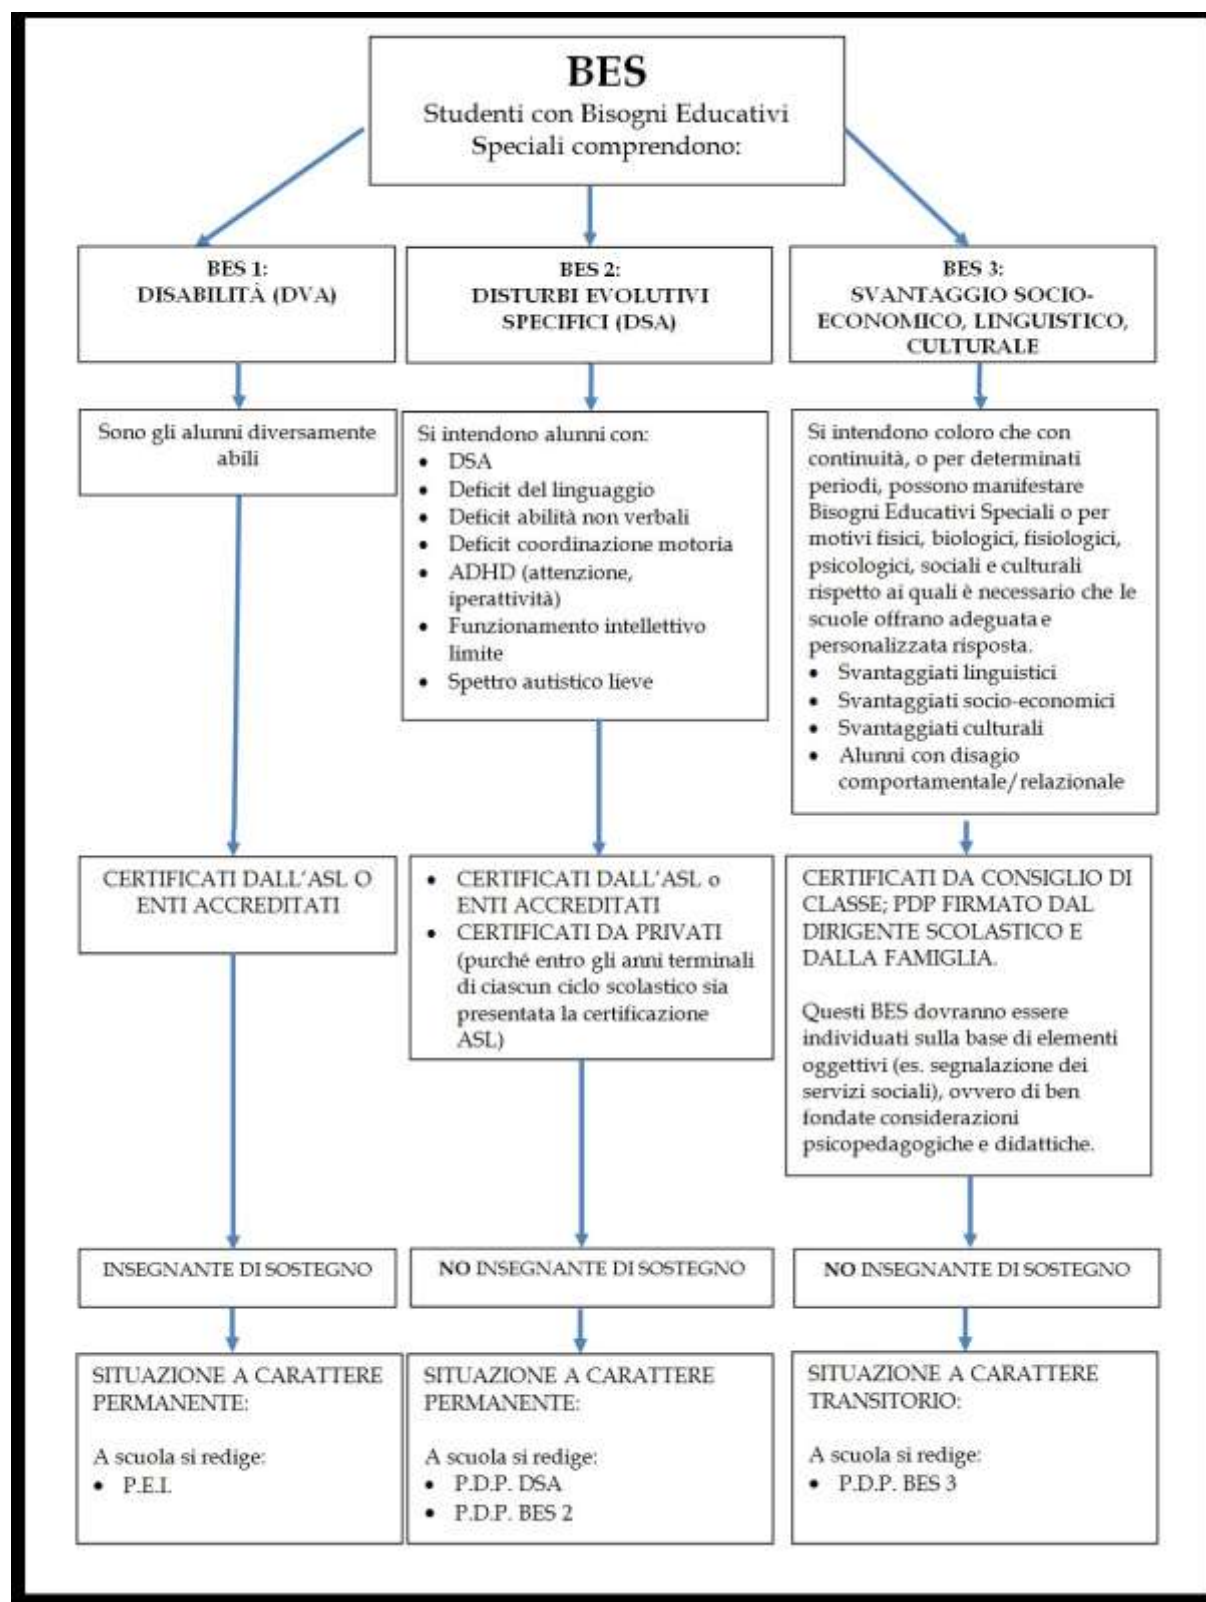 BES
Studenti con Bisogni Educativi
Speciali comprendono:
BES 1:
DISABILITÀ (DVA)
BES 2:
DISTURBI EVOLUTIVI
SPECIFICI (DSA)
BES 3:
SVANTAGGIO SOCIO-
ECONOMICO, LINGUISTICO,
CULTURALE
Sono gli alunni diversamente
abili
Si intendono alunni con:
• DSA
• Deficit del linguaggio
• Deficit abilità non verbali
• Deficit coordinazione motoria
• ADHD (attenzione,
iperattività)
• Funzionamento intellettivo
limite
• Spettro autistico lieve
Si intendono coloro che con
continuità, o per determinati
periodi, possono manifestare
Bisogni Educativi Speciali o per
motivi fisici, biologici, fisiologici,
psicologici, sociali e culturali
rispetto ai quali è necessario che le
scuole offrano adeguata e
personalizzata risposta.
• Svantaggiati linguistici
• Svantaggiati socio-economici
• Svantaggiati culturali
• Alunni con disagio
comportamentale/relazionale
CERTIFICATI DALL'ASL O
ENTI ACCREDITATI
• CERTIFICATI DALL'ASL o
ENTI ACCREDITATI
• CERTIFICATI DA PRIVATI
(purché entro gli anni terminali
di ciascun ciclo scolastico sia
presentata la certificazione
ASL)
CERTIFICATI DA CONSIGLIO DI
CLASSE; PDP FIRMATO DAL
DIRIGENTE SCOLASTICO E
DALLA FAMIGLIA.
Questi BES dovranno essere
individuati sulla base di elementi
oggettivi (es. segnalazione dei
servizi sociali), ovvero di ben
fondate considerazioni
psicopedagogiche e didattiche.
INSEGNANTE DI SOSTEGNO
NO INSEGNANTE DI SOSTEGNO
NO INSEGNANTE DI SOSTEGNO
SITUAZIONE A CARATTERE
PERMANENTE:
A scuola si redige:
• P.E.I.
SITUAZIONE A CARATTERE
PERMANENTE:
A scuola si redige:
• P.D.P. DSA
• P.D.P. BES 2
SITUAZIONE A CARATTERE
TRANSITORIO:
A scuola si redige:
• P.D.P. BES 3